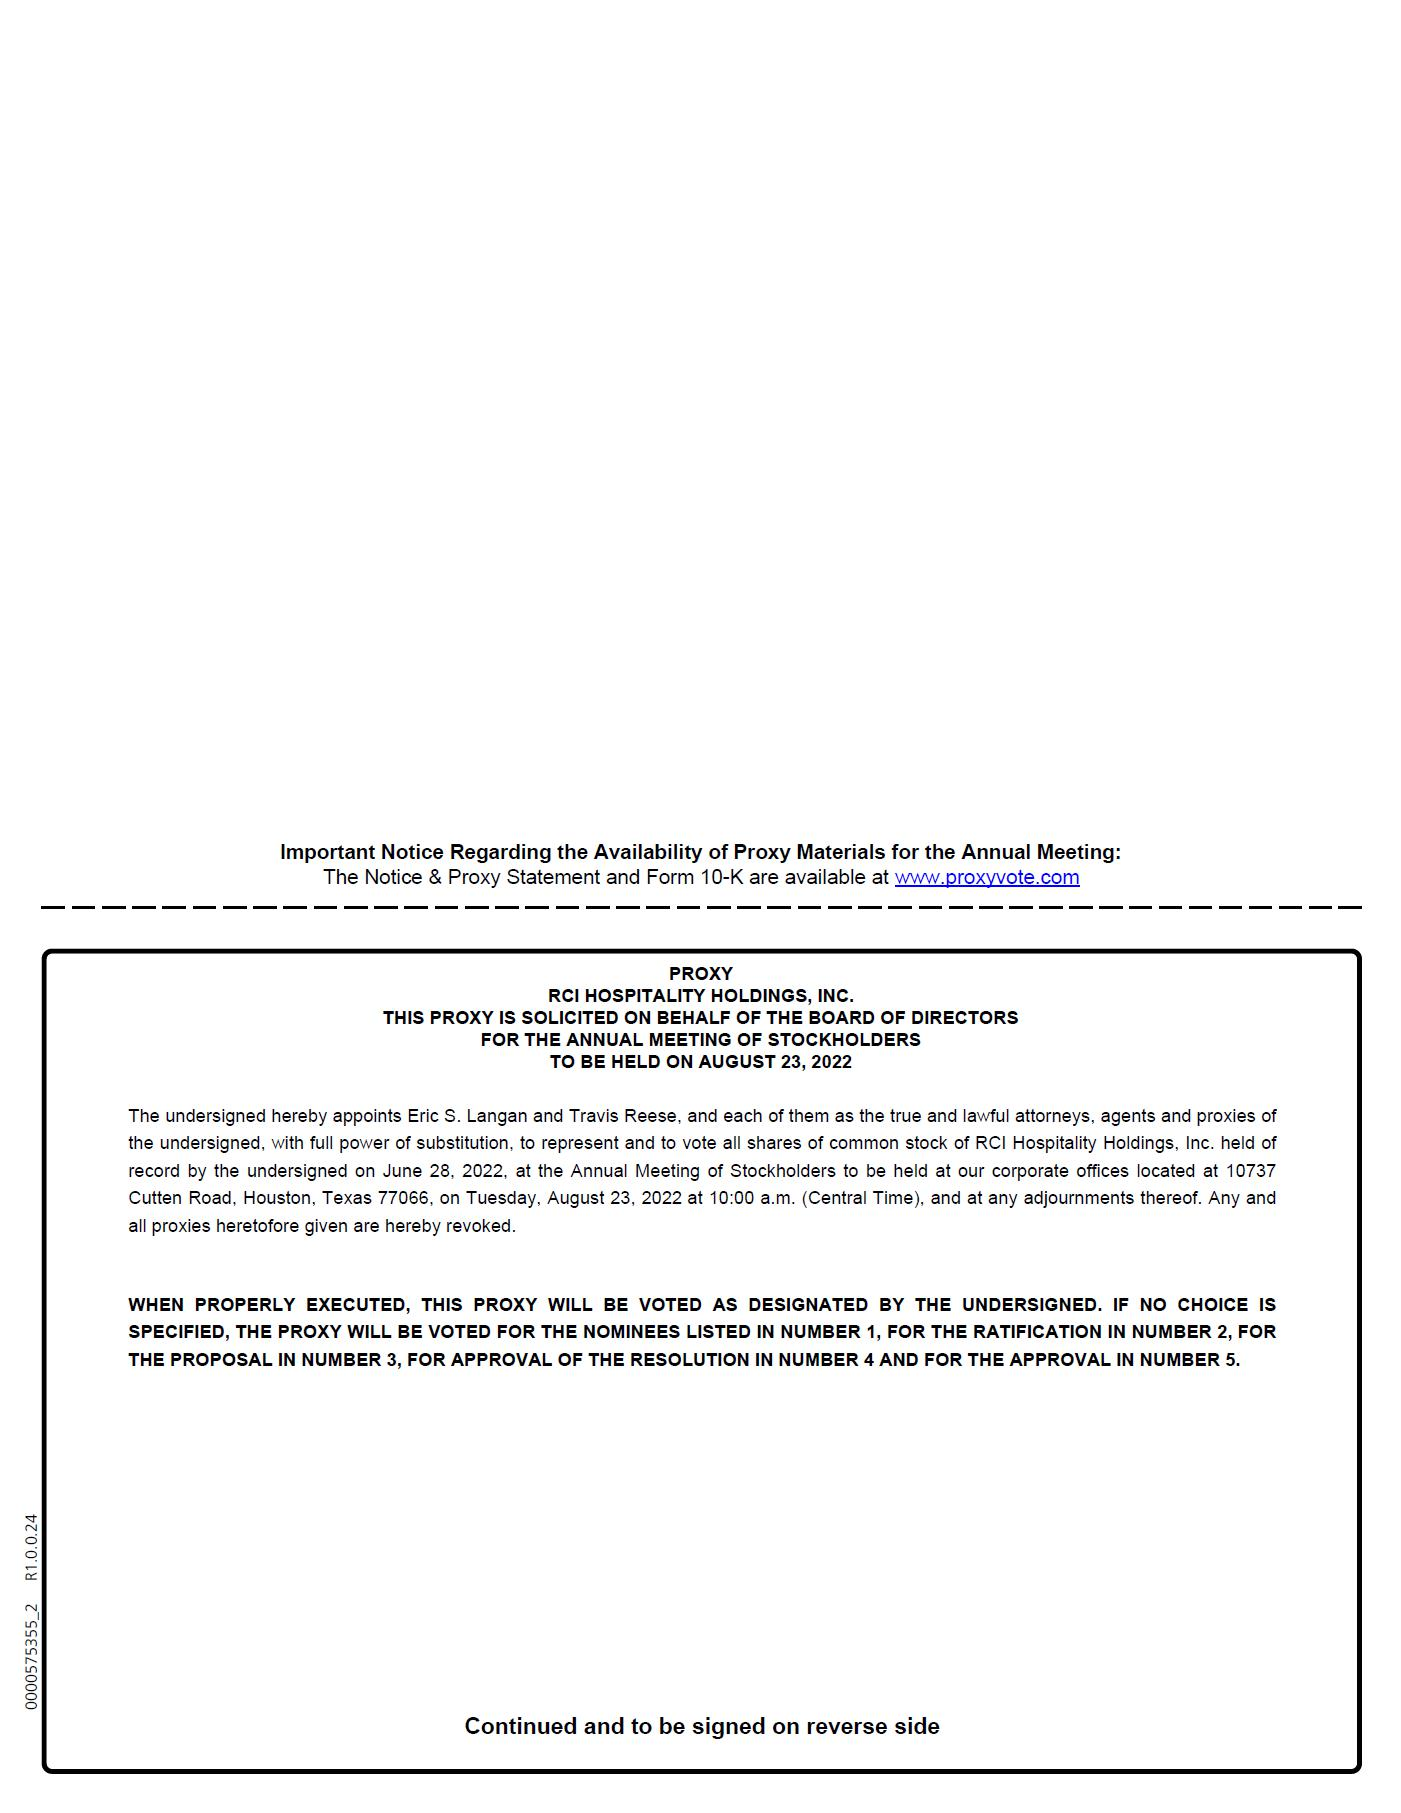 Important Notice Regarding the Availability of Proxy Materials for the Annual Meeting:
The Notice & Proxy Statement and Form 10-K are available at www.proxyvote.com
PROXY
RCI HOSPITALITY HOLDINGS, INC.
THIS PROXY IS SOLICITED ON BEHALF OF THE BOARD OF DIRECTORS
FOR THE ANNUAL MEETING OF STOCKHOLDERS
TO BE HELD ON AUGUST 23, 2022
The undersigned hereby appoints Eric S. Langan and Travis Reese, and each of them as the true and lawful attorneys, agents and proxies of
the undersigned, with full power of substitution, to represent and to vote all shares of common stock of RCI Hospitality Holdings, Inc. held of
record by the undersigned on June 28, 2022, at the Annual Meeting of Stockholders to be held at our corporate offices located at 10737
Cutten Road, Houston, Texas 77066, on Tuesday, August 23, 2022 at 10:00 a.m. (Central Time), and at any adjournments thereof. Any and
all proxies heretofore given are hereby revoked.
WHEN PROPERLY EXECUTED, THIS PROXY WILL BE VOTED AS DESIGNATED BY THE UNDERSIGNED. IF NO CHOICE IS
SPECIFIED, THE PROXY WILL BE VOTED FOR THE NOMINEES LISTED IN NUMBER 1, FOR THE RATIFICATION IN NUMBER 2, FOR
THE PROPOSAL IN NUMBER 3, FOR APPROVAL OF THE RESOLUTION IN NUMBER 4 AND FOR THE APPROVAL IN NUMBER 5.
0000575355_2 R1.0.0.24
Continued and to be signed on reverse side